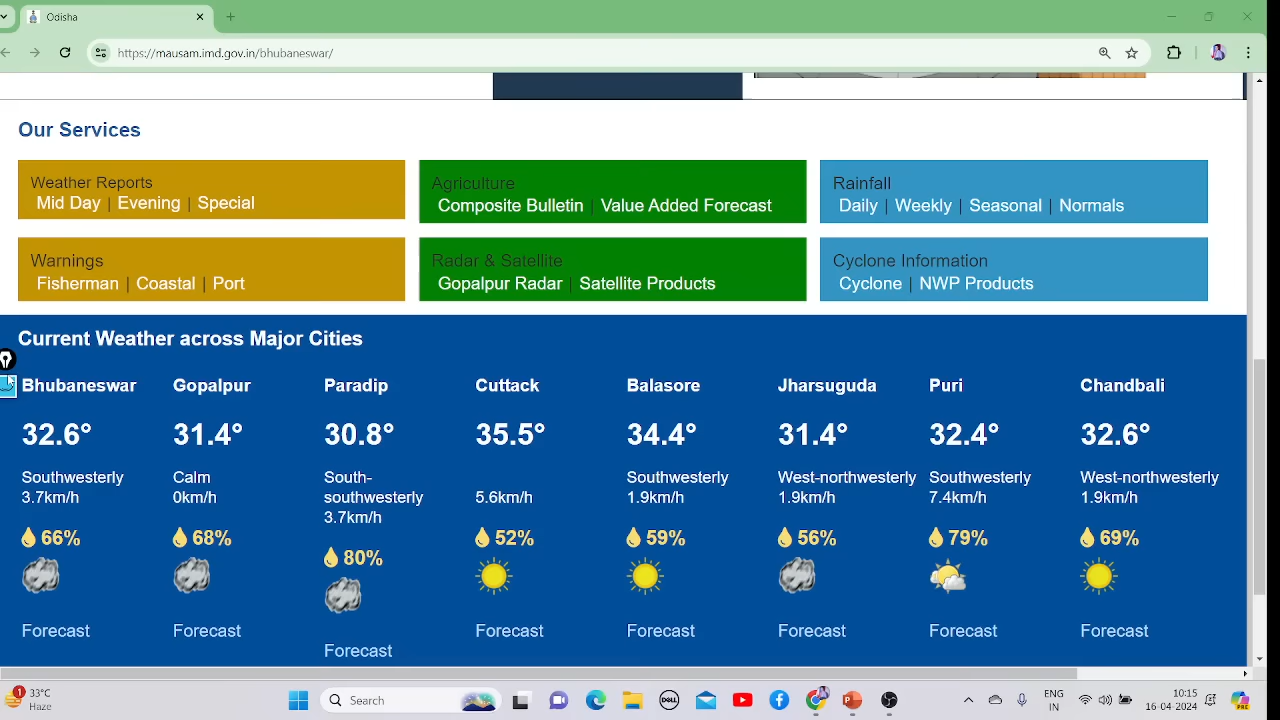 Odisha
https://mausam.imd.gov.in/bhubaneswar/
Our Services
Weather Reports
Mid Day | Evening | Special
Agriculture
Composite Bulletin | Value Added Forecast
Rainfall
Daily | Weekly | Seasonal | Normals
Warnings
Fisherman | Coastal | Port
Radar & Satellite
Gopalpur Radar | Satellite Products
Cyclone Information
Cyclone | NWP Products
Current Weather across Major Cities
Bhubaneswar
32.6°
Southwesterly
3.7km/h
66%
Forecast
Gopalpur
31.4°
Calm
0km/h
68%
Forecast
Paradip
30.8°
South-
southwesterly
3.7km/h
80%
Forecast
Cuttack
35.5°
5.6km/h
52%
Forecast
Balasore
34.4°
Southwesterly
1.9km/h
59%
Forecast
Jharsuguda
31.4°
West-northwesterly
1.9km/h
56%
Forecast
Puri
32.4°
Southwesterly
7.4km/h
79%
Forecast
Chandbali
32.6°
West-northwesterly
1.9km/h
69%
Forecast
1
33°C
Haze
Search
DELL
ENG
IN
10:15
16-04-2024
PRE